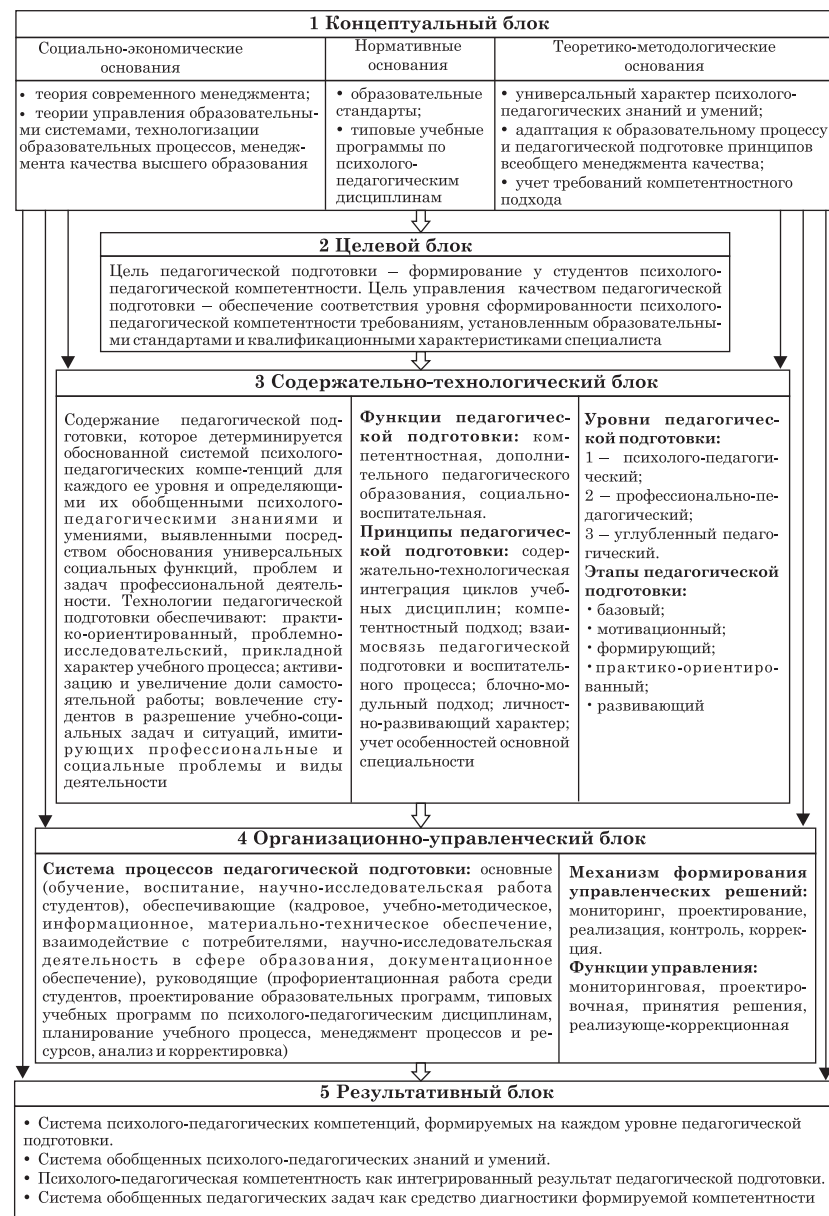 1 Концептуальный блок
Социально-экономические
основания
• теория современного менеджмента;
• теории управления образовательны-
ми системами, технологизации
образовательных процессов, менедж-
мента качества высшего образования
Нормативные
основания
• образовательные
стандарты;
• типовые учебные
программы по
психолого-
педагогическим
дисциплинам
Теоретико-методологические
основания
• универсальный характер психолого-
педагогических знаний и умений;
• адаптация к образовательному процессу
и педагогической подготовке принципов
всеобщего менеджмента качества;
• учет требований компетентностного
подхода
2 Целевой блок
Цель педагогической подготовки – формирование у студентов психолого-
педагогической компетентности. Цель управления качеством педагогической
подготовки – обеспечение соответствия уровня сформированности психолого-
педагогической компетентности требованиям, установленным образовательны-
ми стандартами и квалификационными характеристиками специалиста
3 Содержательно-технологический блок
Содержание педагогической под-
готовки, которое детерминируется
обоснованной системой психолого-
педагогических компе-тенций для
каждого ее уровня и определяющи-
ми их обобщенными психолого-
педагогическими знаниями и
умениями, выявленными посред-
ством обоснования универсальных
социальных функций, проблем и
задач профессиональной деятель-
ности. Технологии педагогической
подготовки обеспечивают: практи-
ко-ориентированный, проблемно-
исследовательский, прикладной
характер учебного процесса; активи-
зацию и увеличение доли самостоя-
тельной работы; вовлечение сту-
дентов в разрешение учебно-соци-
альных задач и ситуаций, имити-
рующих профессиональные и
социальные проблемы и виды
деятельности
Функции педагогичес-
кой подготовки: ком-
петентностная, дополни-
тельного педагогического
образования, социально-
воспитательная.
Принципы педагогичес-
кой подготовки: содер-
жательно-технологическая
интеграция циклов учеб-
ных дисциплин; компе-
тентностный подход; взаи-
мосвязь педагогической
подготовки и воспитатель-
ного процесса; блочно-мо-
дульный подход; личност-
но-развивающий характер;
учет особенностей основной
специальности
Уровни педагогичес-
кой подготовки:
1 – психолого-педагоги-
ческий;
2 – профессионально-пе-
дагогический;
3 – углубленный педаго-
гический.
Этапы педагогической
подготовки:
• базовый;
• мотивационный;
• формирующий;
• практико-ориентиро-
ванный;
• развивающий
4 Организационно-управленческий блок
Система процессов педагогической подготовки: основные
(обучение, воспитание, научно-исследовательская работа
студентов), обеспечивающие (кадровое, учебно-методическое,
информационное, материально-техническое обеспечение,
взаимодействие с потребителями, научно-исследовательская
деятельность в сфере образования, документационное
обеспечение), руководящие (профориентационная работа среди
студентов, проектирование образовательных программ, типовых
учебных программ по психолого-педагогическим дисциплинам,
планирование учебного процесса, менеджмент процессов и ре-
сурсов, анализ и корректировка)
Механизм формирования
управленческих решений:
мониторинг, проектирование,
реализация, контроль, коррек-
ция.
Функции управления:
мониторинговая, проектиро-
вочная, принятия решения,
реализующе-коррекционная
5 Результативный блок
• Система психолого-педагогических компетенций, формируемых на каждом уровне педагогической
подготовки.
• Система обобщенных психолого-педагогических знаний и умений.
• Психолого-педагогическая компетентность как интегрированный результат педагогической подготовки.
• Система обобщенных педагогических задач как средство диагностики формируемой компетентности